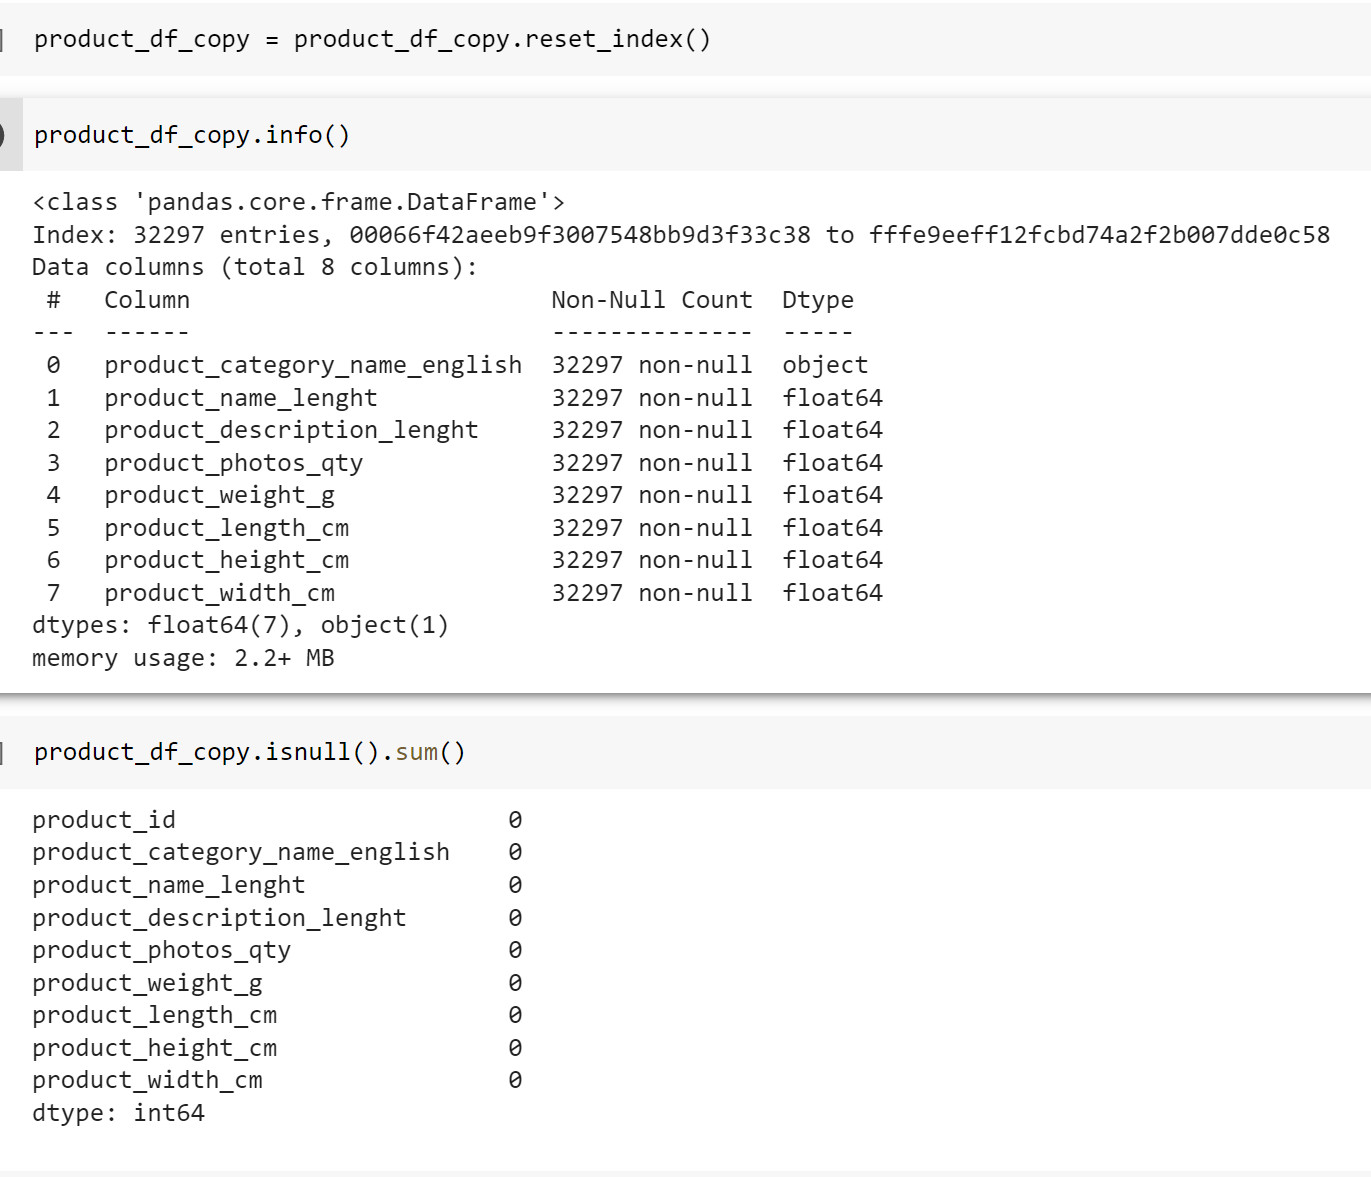 product_df_copy = product_df_copy.reset_index()
product_df_copy.info()
<class 'pandas.core.frame.DataFrame'>
Index: 32297 entries, 00066f42aeeb9f3007548bb9d3f33c38 to fffe9eeff12fcbd74a2f2b007dde0c58
Data columns (total 8 columns):
 #   Column                         Non-Null Count  Dtype
---  ------                         --------------  -----
 0   product_category_name_english  32297 non-null  object
 1   product_name_lenght            32297 non-null  float64
 2   product_description_lenght     32297 non-null  float64
 3   product_photos_qty             32297 non-null  float64
 4   product_weight_g               32297 non-null  float64
 5   product_length_cm              32297 non-null  float64
 6   product_height_cm              32297 non-null  float64
 7   product_width_cm               32297 non-null  float64
dtypes: float64(7), object(1)
memory usage: 2.2+ MB
product_df_copy.isnull().sum()
product_id                       0
product_category_name_english    0
product_name_lenght              0
product_description_lenght       0
product_photos_qty               0
product_weight_g                 0
product_length_cm                0
product_height_cm                0
product_width_cm                 0
dtype: int64